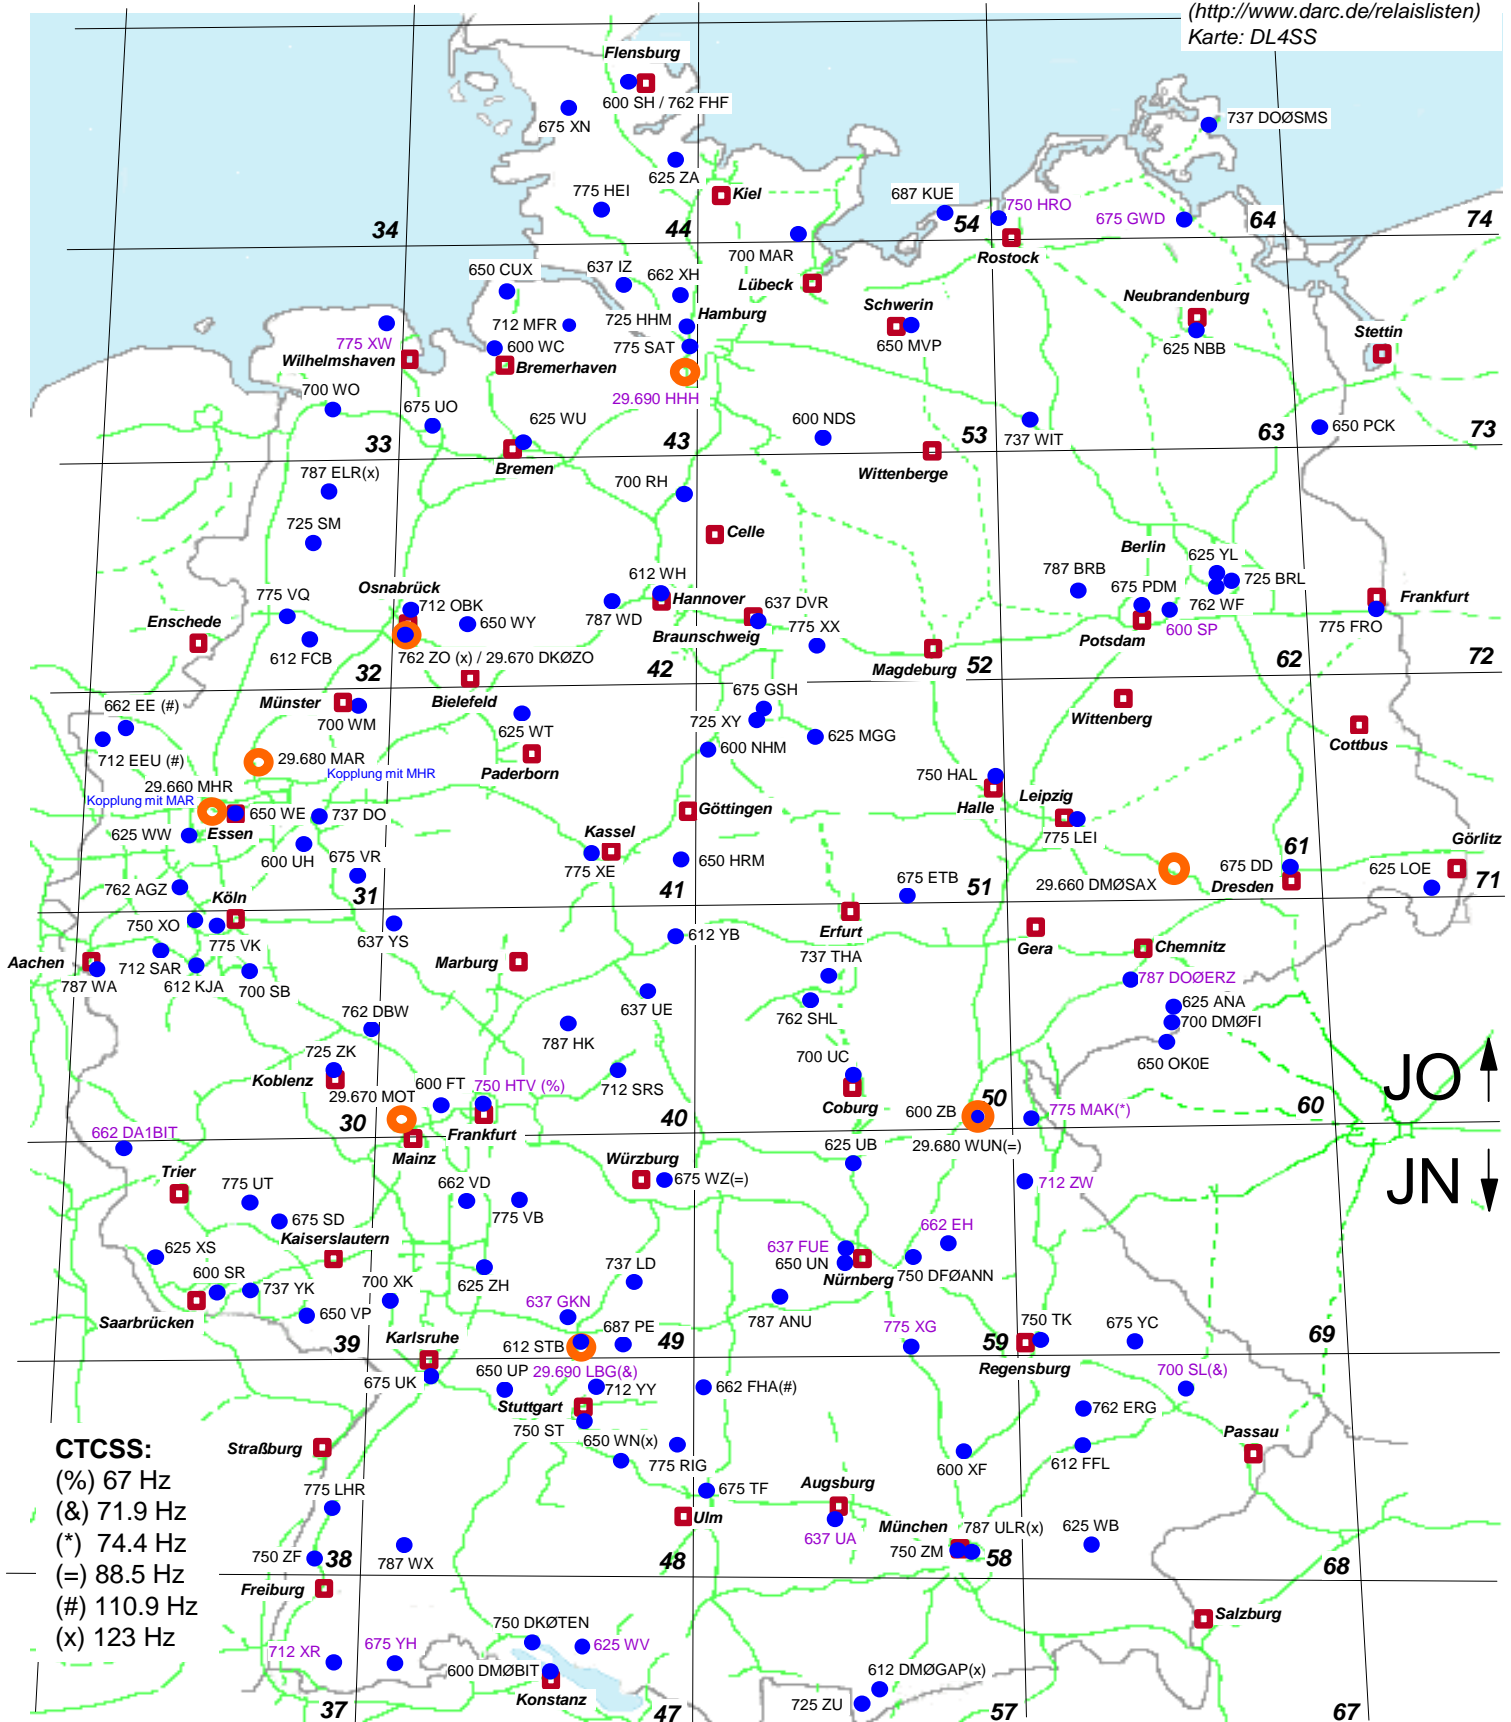 (http://www.darc.de/relaislisten)
Karte: DL4SS
Flensburg
600 SH / 762 FHF
675 XN
737 DOØSMS
625 ZA
775 HEI
Kiel
687 KUE
750 HRO
675 GWD
34
44
54
64
74
700 MAR
Rostock
637 IZ
662 XH
650 CUX
Lübeck
Schwerin
Neubrandenburg
712 MFR
725 HHM
Hamburg
775 XW
600 WC
775 SAT
650 MVP
625 NBB
Stettin
Wilhelmshaven
Bremerhaven
700 WO
29.690 HHH
675 UO
625 WU
600 NDS
737 WIT
650 PCK
33
43
53
63
73
Bremen
Wittenberge
787 ELR(x)
700 RH
725 SM
Celle
Berlin
625 YL
612 WH
787 BRB
675 PDM
725 BRL
Osnabrück
775 VQ
712 OBK
Hannover
637 DVR
762 WF
Frankfurt
Enschede
650 WY
787 WD
Braunschweig
775 XX
Potsdam
600 SP
775 FRO
612 FCB
762 ZO (x) / 29.670 DKØZO
Magdeburg
32
42
52
62
72
662 EE (#)
Münster
Bielefeld
675 GSH
Wittenberg
700 WM
625 WT
725 XY
625 MGG
Cottbus
712 EEU (#)
29.680 MAR
Kopplung mit MHR
Paderborn
600 NHM
29.660 MHR
Kopplung mit MAR
750 HAL
Halle
Leipzig
650 WE
737 DO
Göttingen
625 WW
Essen
Kassel
775 LEI
600 UH
675 VR
775 XE
650 HRM
61
Görlitz
762 AGZ
675 ETB
29.660 DMØSAX
675 DD
Dresden
625 LOE
31
41
51
71
Köln
750 XO
775 VK
637 YS
612 YB
Erfurt
Gera
Chemnitz
Aachen
712 SAR
Marburg
737 THA
787 WA
612 KJA
700 SB
787 DOØERZ
637 UE
762 SHL
625 ANA
700 DMØFI
762 DBW
787 HK
650 OK0E
725 ZK
700 UC
Koblenz
712 SRS
JO
29.670 MOT
600 FT
750 HTV (%)
Coburg
600 ZB
50
775 MAK(*)
60
30
40
662 DA1BIT
Frankfurt
29.680 WUN(=)
Mainz
625 UB
Trier
Würzburg
675 WZ(=)
JN
775 UT
662 VD
775 VB
712 ZW
675 SD
Kaiserslautern
637 FUE
662 EH
625 XS
650 UN
Nürnberg
750 DFØANN
600 SR
737 YK
700 XK
625 ZH
737 LD
787 ANU
Saarbrücken
650 VP
637 GKN
Karlsruhe
687 PE
775 XG
750 TK
675 YC
39
612 STB
49
59
69
Regensburg
675 UK
650 UP
29.690 LBG(&)
700 SL(&)
712 YY
662 FHA(#)
Stuttgart
762 ERG
750 ST
650 WN(x)
Passau
Straßburg
775 RIG
600 XF
612 FFL
CTCSS:
(%) 67 Hz
(&) 71.9 Hz
(*) 74.4 Hz
(=) 88.5 Hz
(#) 110.9 Hz
(x) 123 Hz
775 LHR
675 TF
Augsburg
Ulm
637 UA
München
787 ULR(x)
625 WB
750 ZF
38
787 WX
48
750 ZM
58
68
Freiburg
Salzburg
750 DKØTEN
625 WV
712 XR
675 YH
600 DMØBIT
Konstanz
612 DMØGAP(x)
725 ZU
37
47
57
67